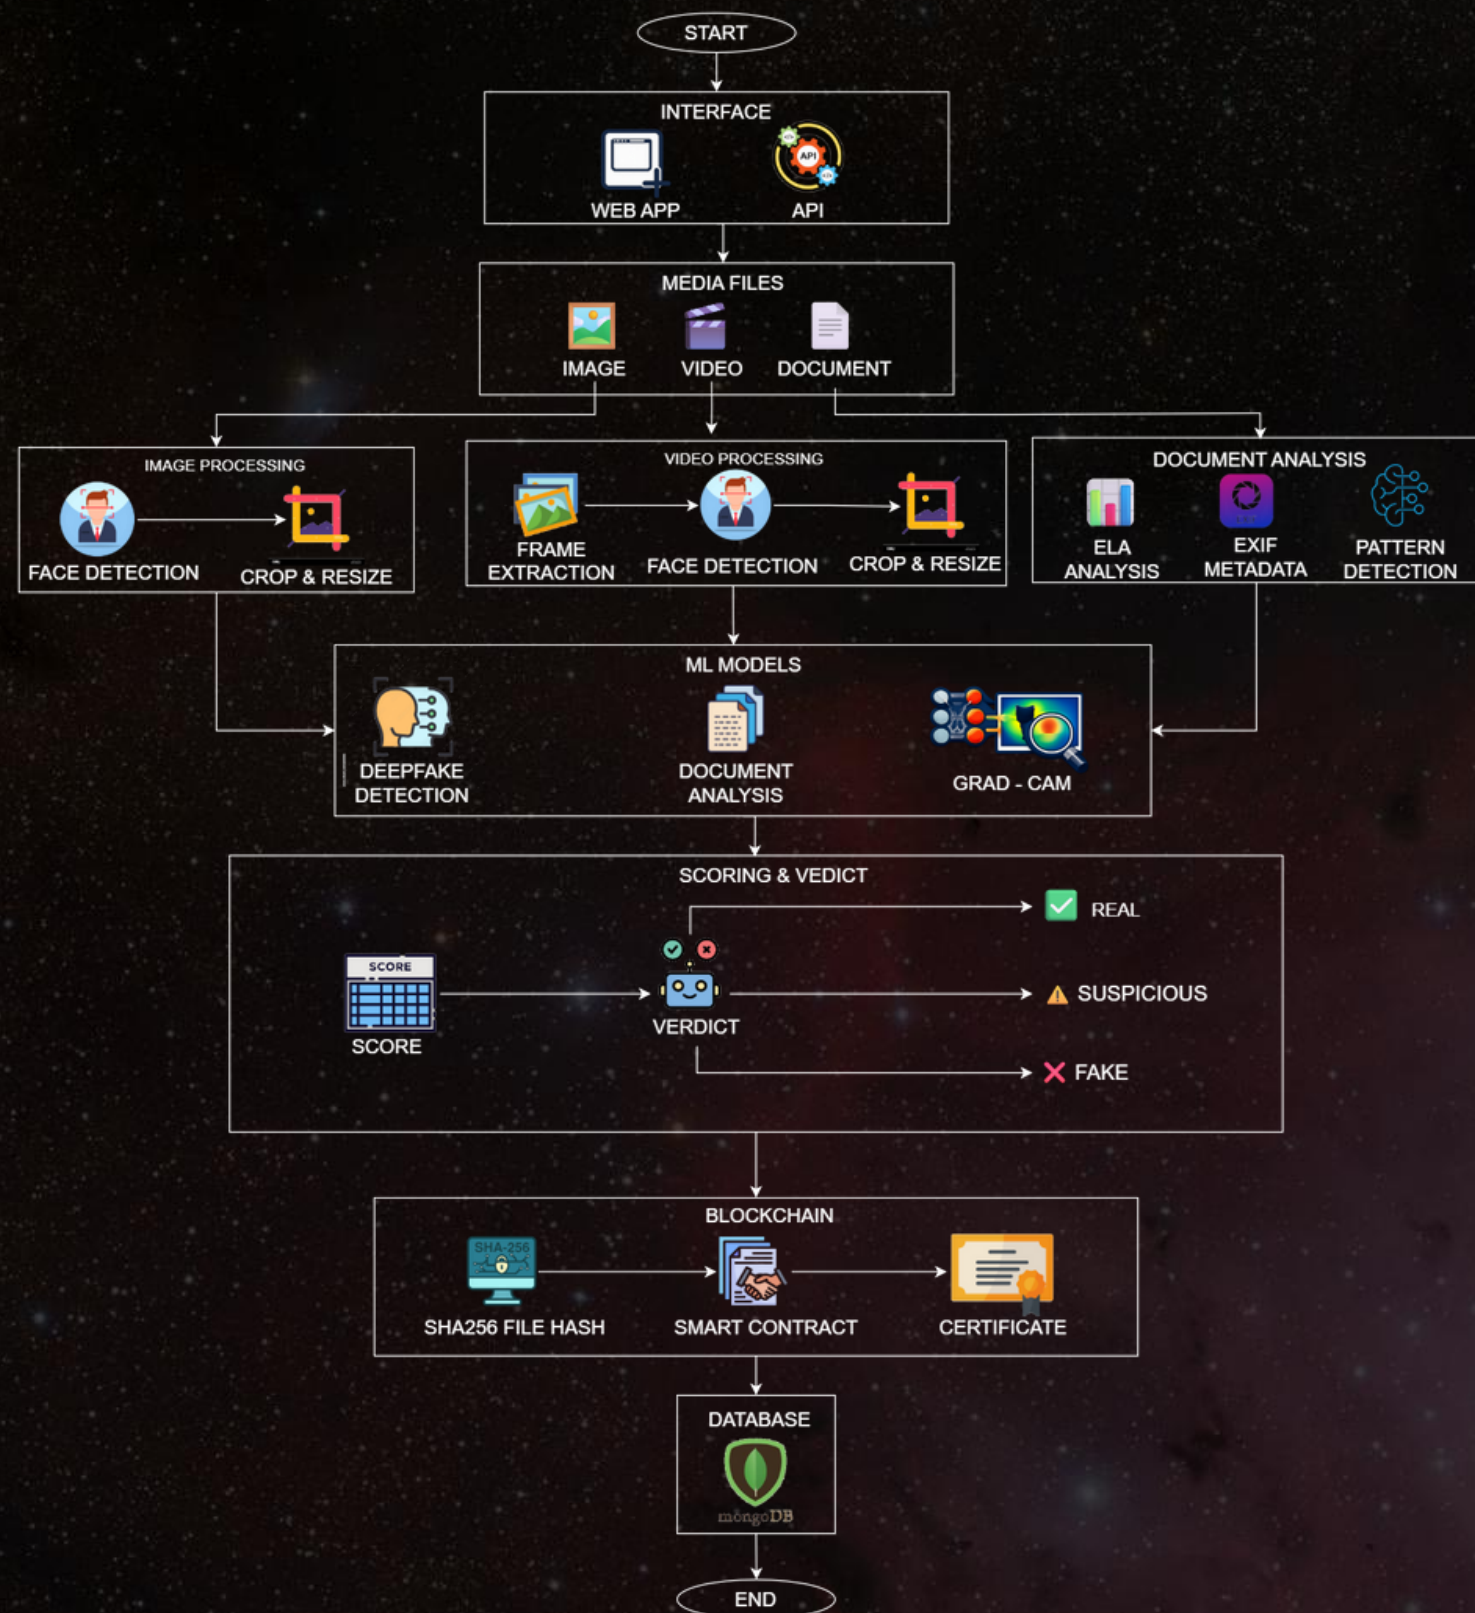 START
INTERFACE
API
WEB APP
API
MEDIA FILES
IMAGE
VIDEO
DOCUMENT
IMAGE PROCESSING
FACE DETECTION
CROP & RESIZE
VIDEO PROCESSING
FRAME
EXTRACTION
FACE DETECTION
CROP & RESIZE
DOCUMENT ANALYSIS
ELA
ANALYSIS
EXIF
METADATA
PATTERN
DETECTION
ML MODELS
DEEPFAKE
DETECTION
DOCUMENT
ANALYSIS
GRAD - CAM
SCORING & VEDICT
SCORE
SCORE
VERDICT
REAL
SUSPICIOUS
FAKE
BLOCKCHAIN
SHA-256
SHA256 FILE HASH
SMART CONTRACT
CERTIFICATE
DATABASE
mongoDB
END